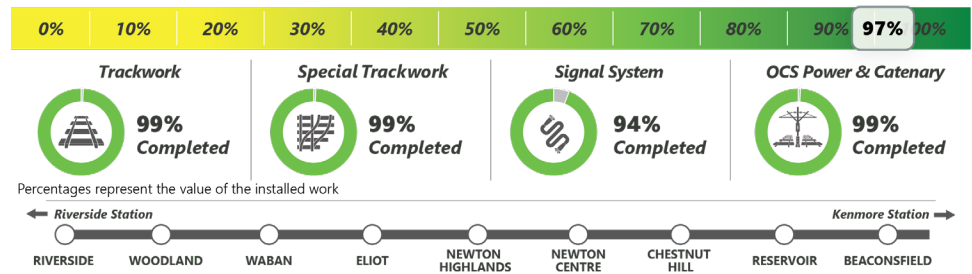 0% 10% 20% 30% 40% 50% 60% 70% 80% 90% 97% 100%
Trackwork
99%
Completed
Special Trackwork
99%
Completed
Signal System
94%
Completed
OCS Power & Catenary
99%
Completed
Percentages represent the value of the installed work
Riverside Station
Kenmore Station
RIVERSIDE
WOODLAND
WABAN
ELIOT
NEWTON
HIGHLANDS
NEWTON
CENTRE
CHESTNUT
HILL
RESERVOIR
BEACONSFIELD